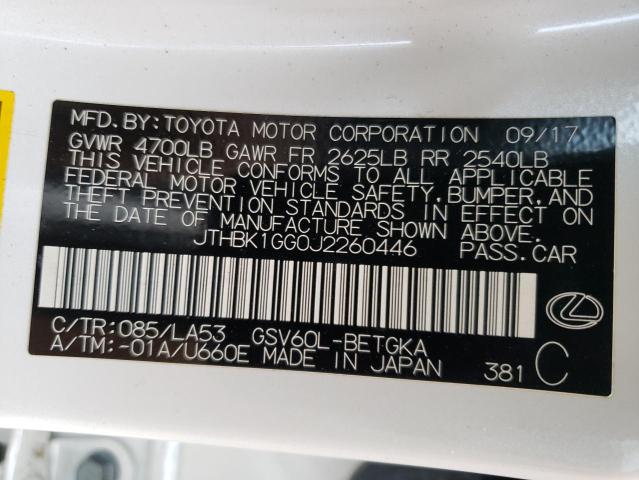 MFD. BY: TOYOTA MOTOR CORPORATION 09/17
GVWR 4700LB GAWR FR 2625LB RR 2540LB
THIS VEHICLE CONFORMS TO ALL APPLICABLE
FEDERAL MOTOR VEHICLE SAFETY, BUMPER, AND
THEFT PREVENTION STANDARDS IN EFFECT ON
THE DATE OF MANUFACTURE SHOWN ABOVE.
JTHBK1GG0J2260446 PASS.CAR
C/TR:085/LA53 GSV60L-BETGKA
A/TM:-01A/U660E MADE IN JAPAN 381 C